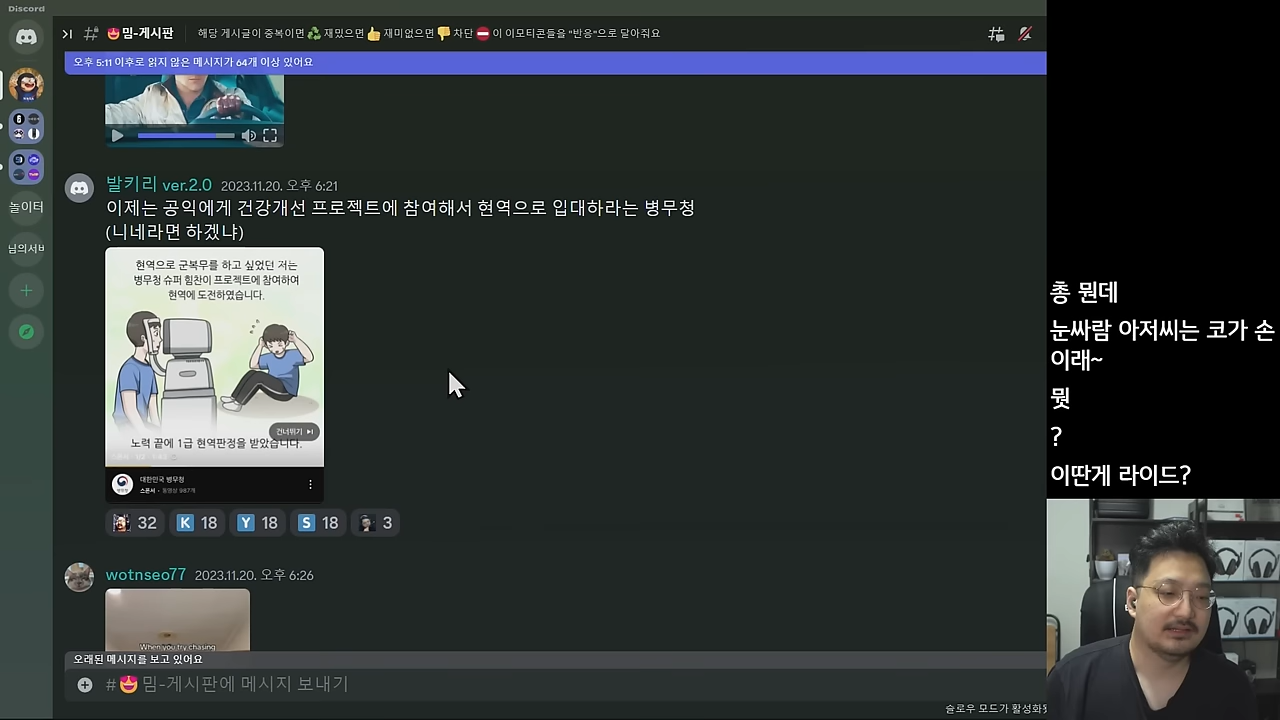 Discord
밈-게시판
해당 게시글이 중복이면 ♻️ 재밌으면 👍 재미없으면 👎 차단 ⛔ 이 이모티콘들을 "반응"으로 달아줘요
오후 5:11 이후로 읽지 않은 메시지가 64개 이상 있어요
놀이터
님의서버
발키리 ver.2.0 2023.11.20. 오후 6:21
이제는 공익에게 건강개선 프로젝트에 참여해서 현역으로 입대하라는 병무청
(니네라면 하겠냐)
현역으로 군복무를 하고 싶었던 저는
병무청 슈퍼 힘찬이 프로젝트에 참여하여
현역에 도전하였습니다.
건너뛰기
노력 끝에 1급 현역판정을 받았습니다.
대한민국 병무청
스폰서 · 동영상 987개
32 K 18 Y 18 S 18 3
wotnseo77 2023.11.20. 오후 6:26
When you try chasing
오래된 메시지를 보고 있어요
#😍밈-게시판에 메시지 보내기
슬로우 모드가 활성화
총 뭔데
눈싸람 아저씨는 코가 손
이래~
뭣
?
이딴게 라이드?